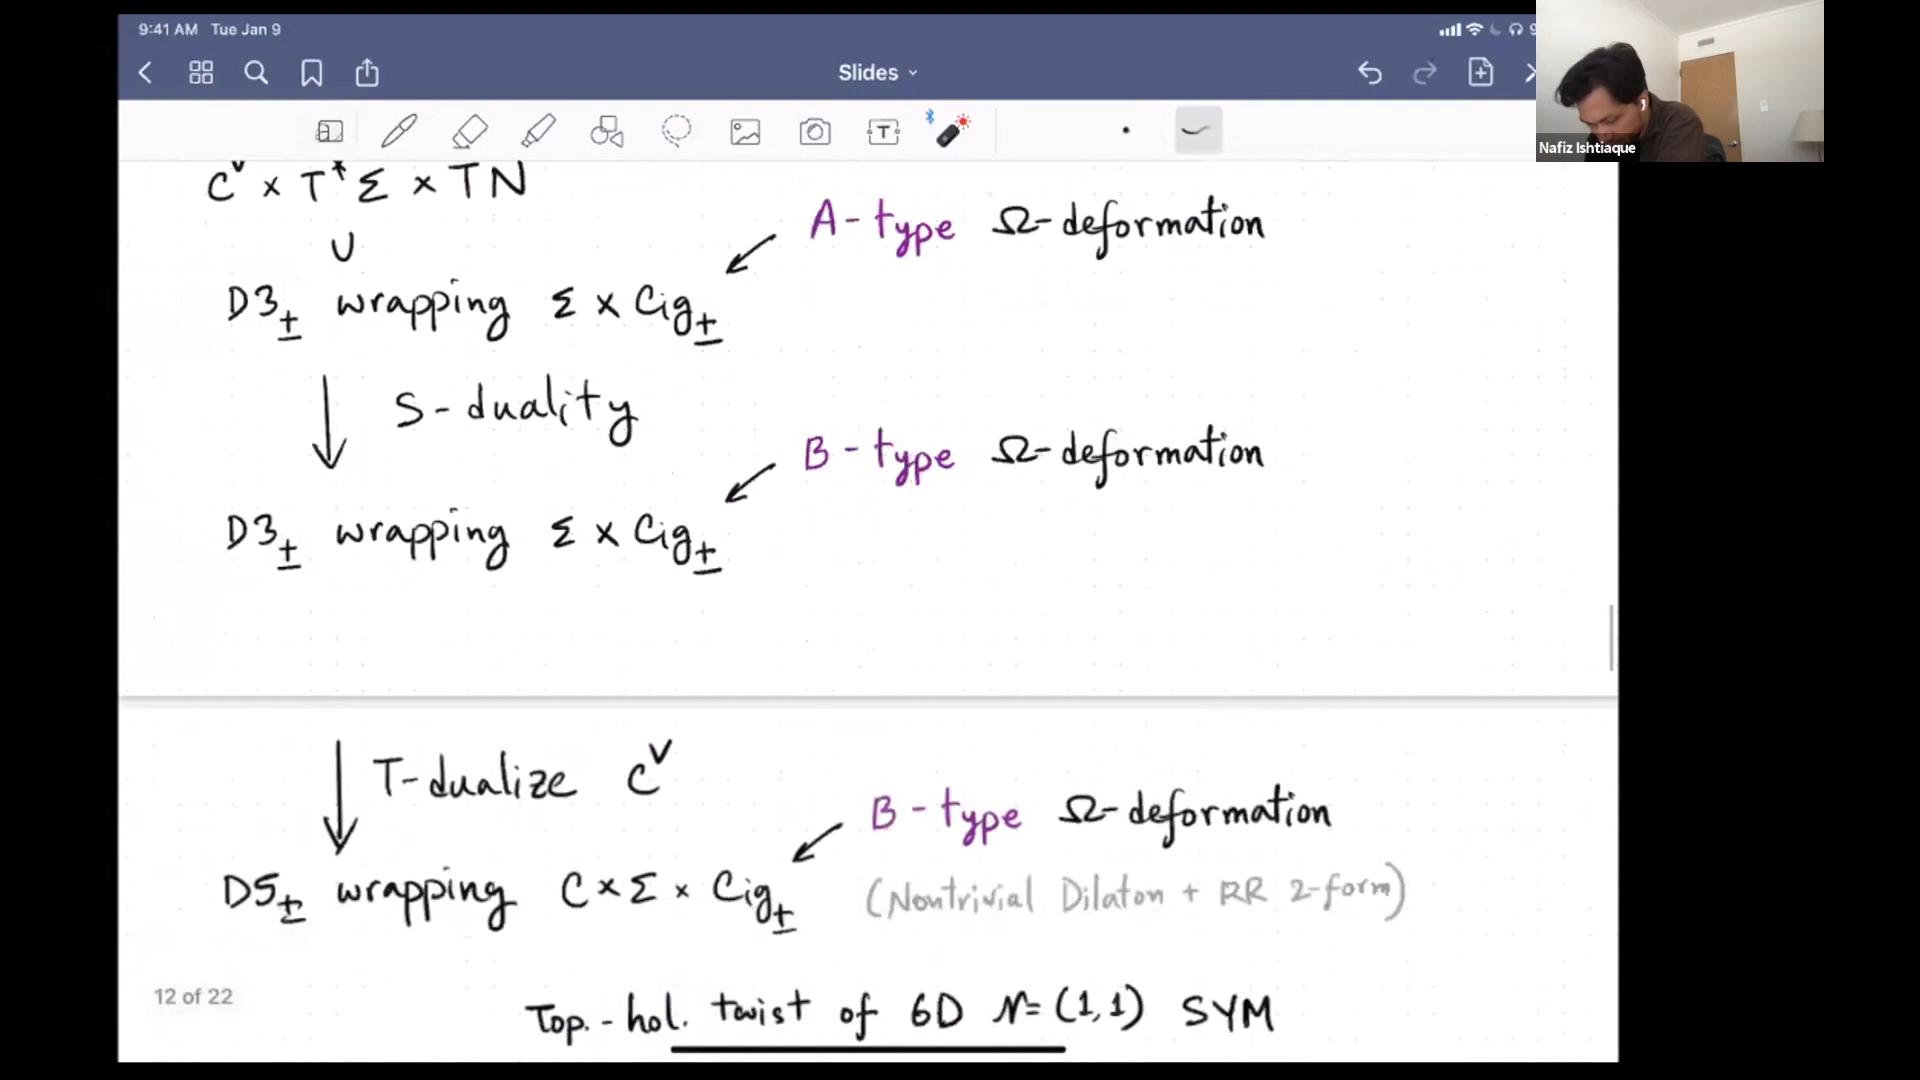 9:41 AM Tue Jan 9
Slides
Nafiz Ishtiaque
C^∨ × T*Σ × TN
∪
A-type Ω-deformation
D3± wrapping Σ × Cig±
S-duality
B-type Ω-deformation
D3± wrapping Σ × Cig±
T-dualize C^∨
B-type Ω-deformation
D5± wrapping C×Σ× Cig± (Nontrivial Dilaton + RR 2-form)
12 of 22
Top.-hol. twist of 6D N=(1,1) SYM